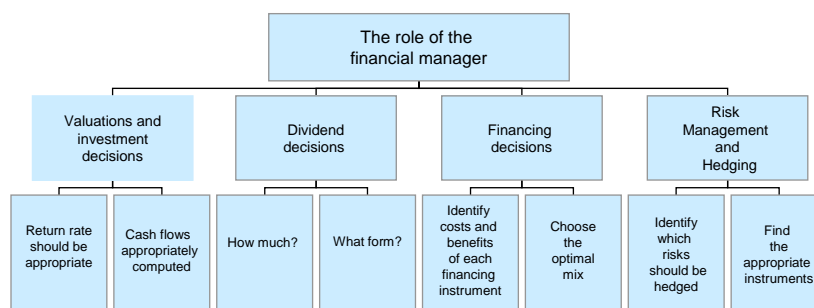 The role of the
financial manager
Valuations and
investment
decisions
Dividend
decisions
Financing
decisions
Risk
Management
and
Hedging
Return rate
should be
appropriate
Cash flows
appropriately
computed
How much?
What form?
Identify
costs and
benefits
of each
financing
instrument
Choose
the
optimal
mix
Identify
which
risks
should be
hedged
Find
the
appropriate
instruments